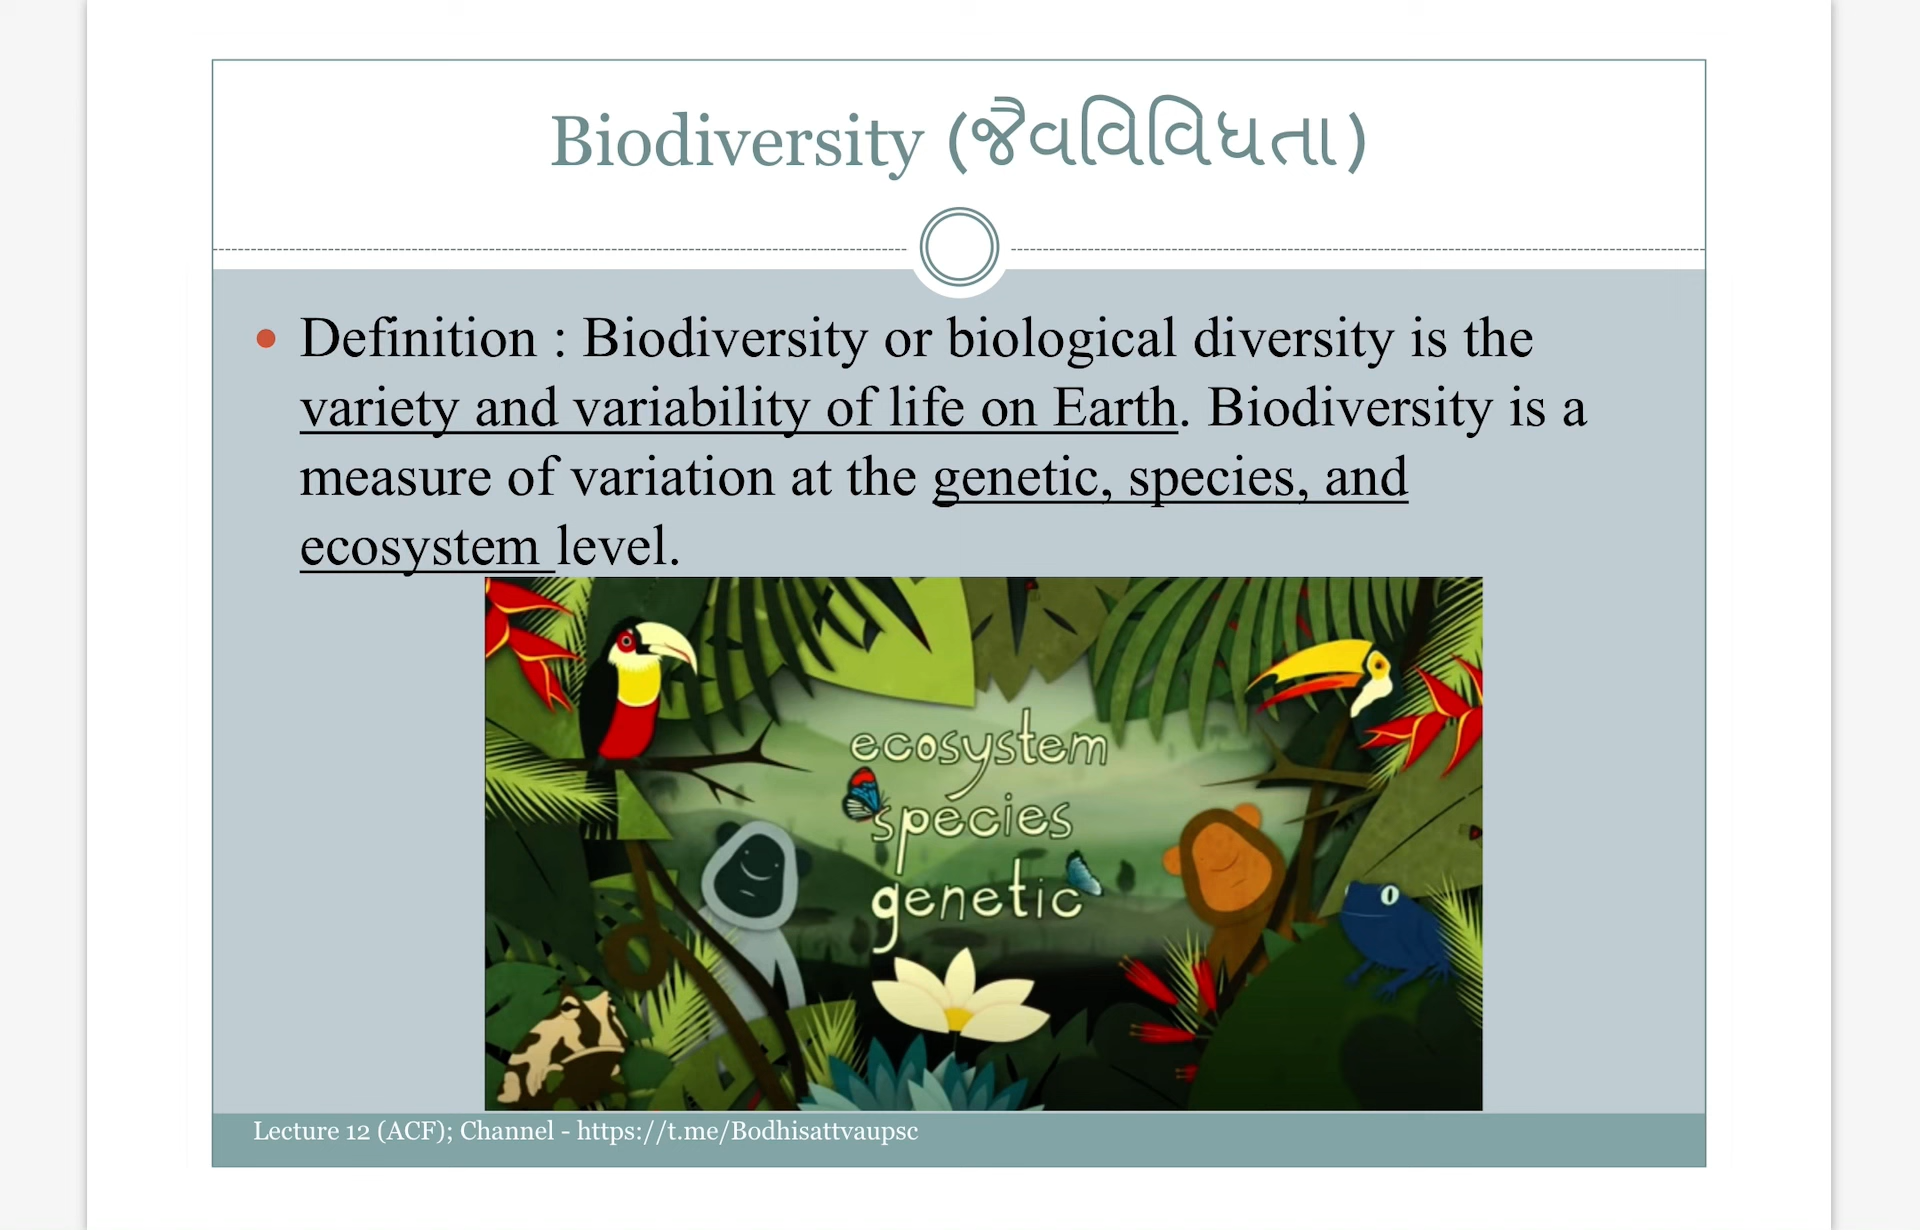 Biodiversity (જૈવવિવિધતા)
• Definition : Biodiversity or biological diversity is the
variety and variability of life on Earth. Biodiversity is a
measure of variation at the genetic, species, and
ecosystem level.
ecosystem
species
genetic
Lecture 12 (ACF); Channel - https://t.me/Bodhisattvaupsc